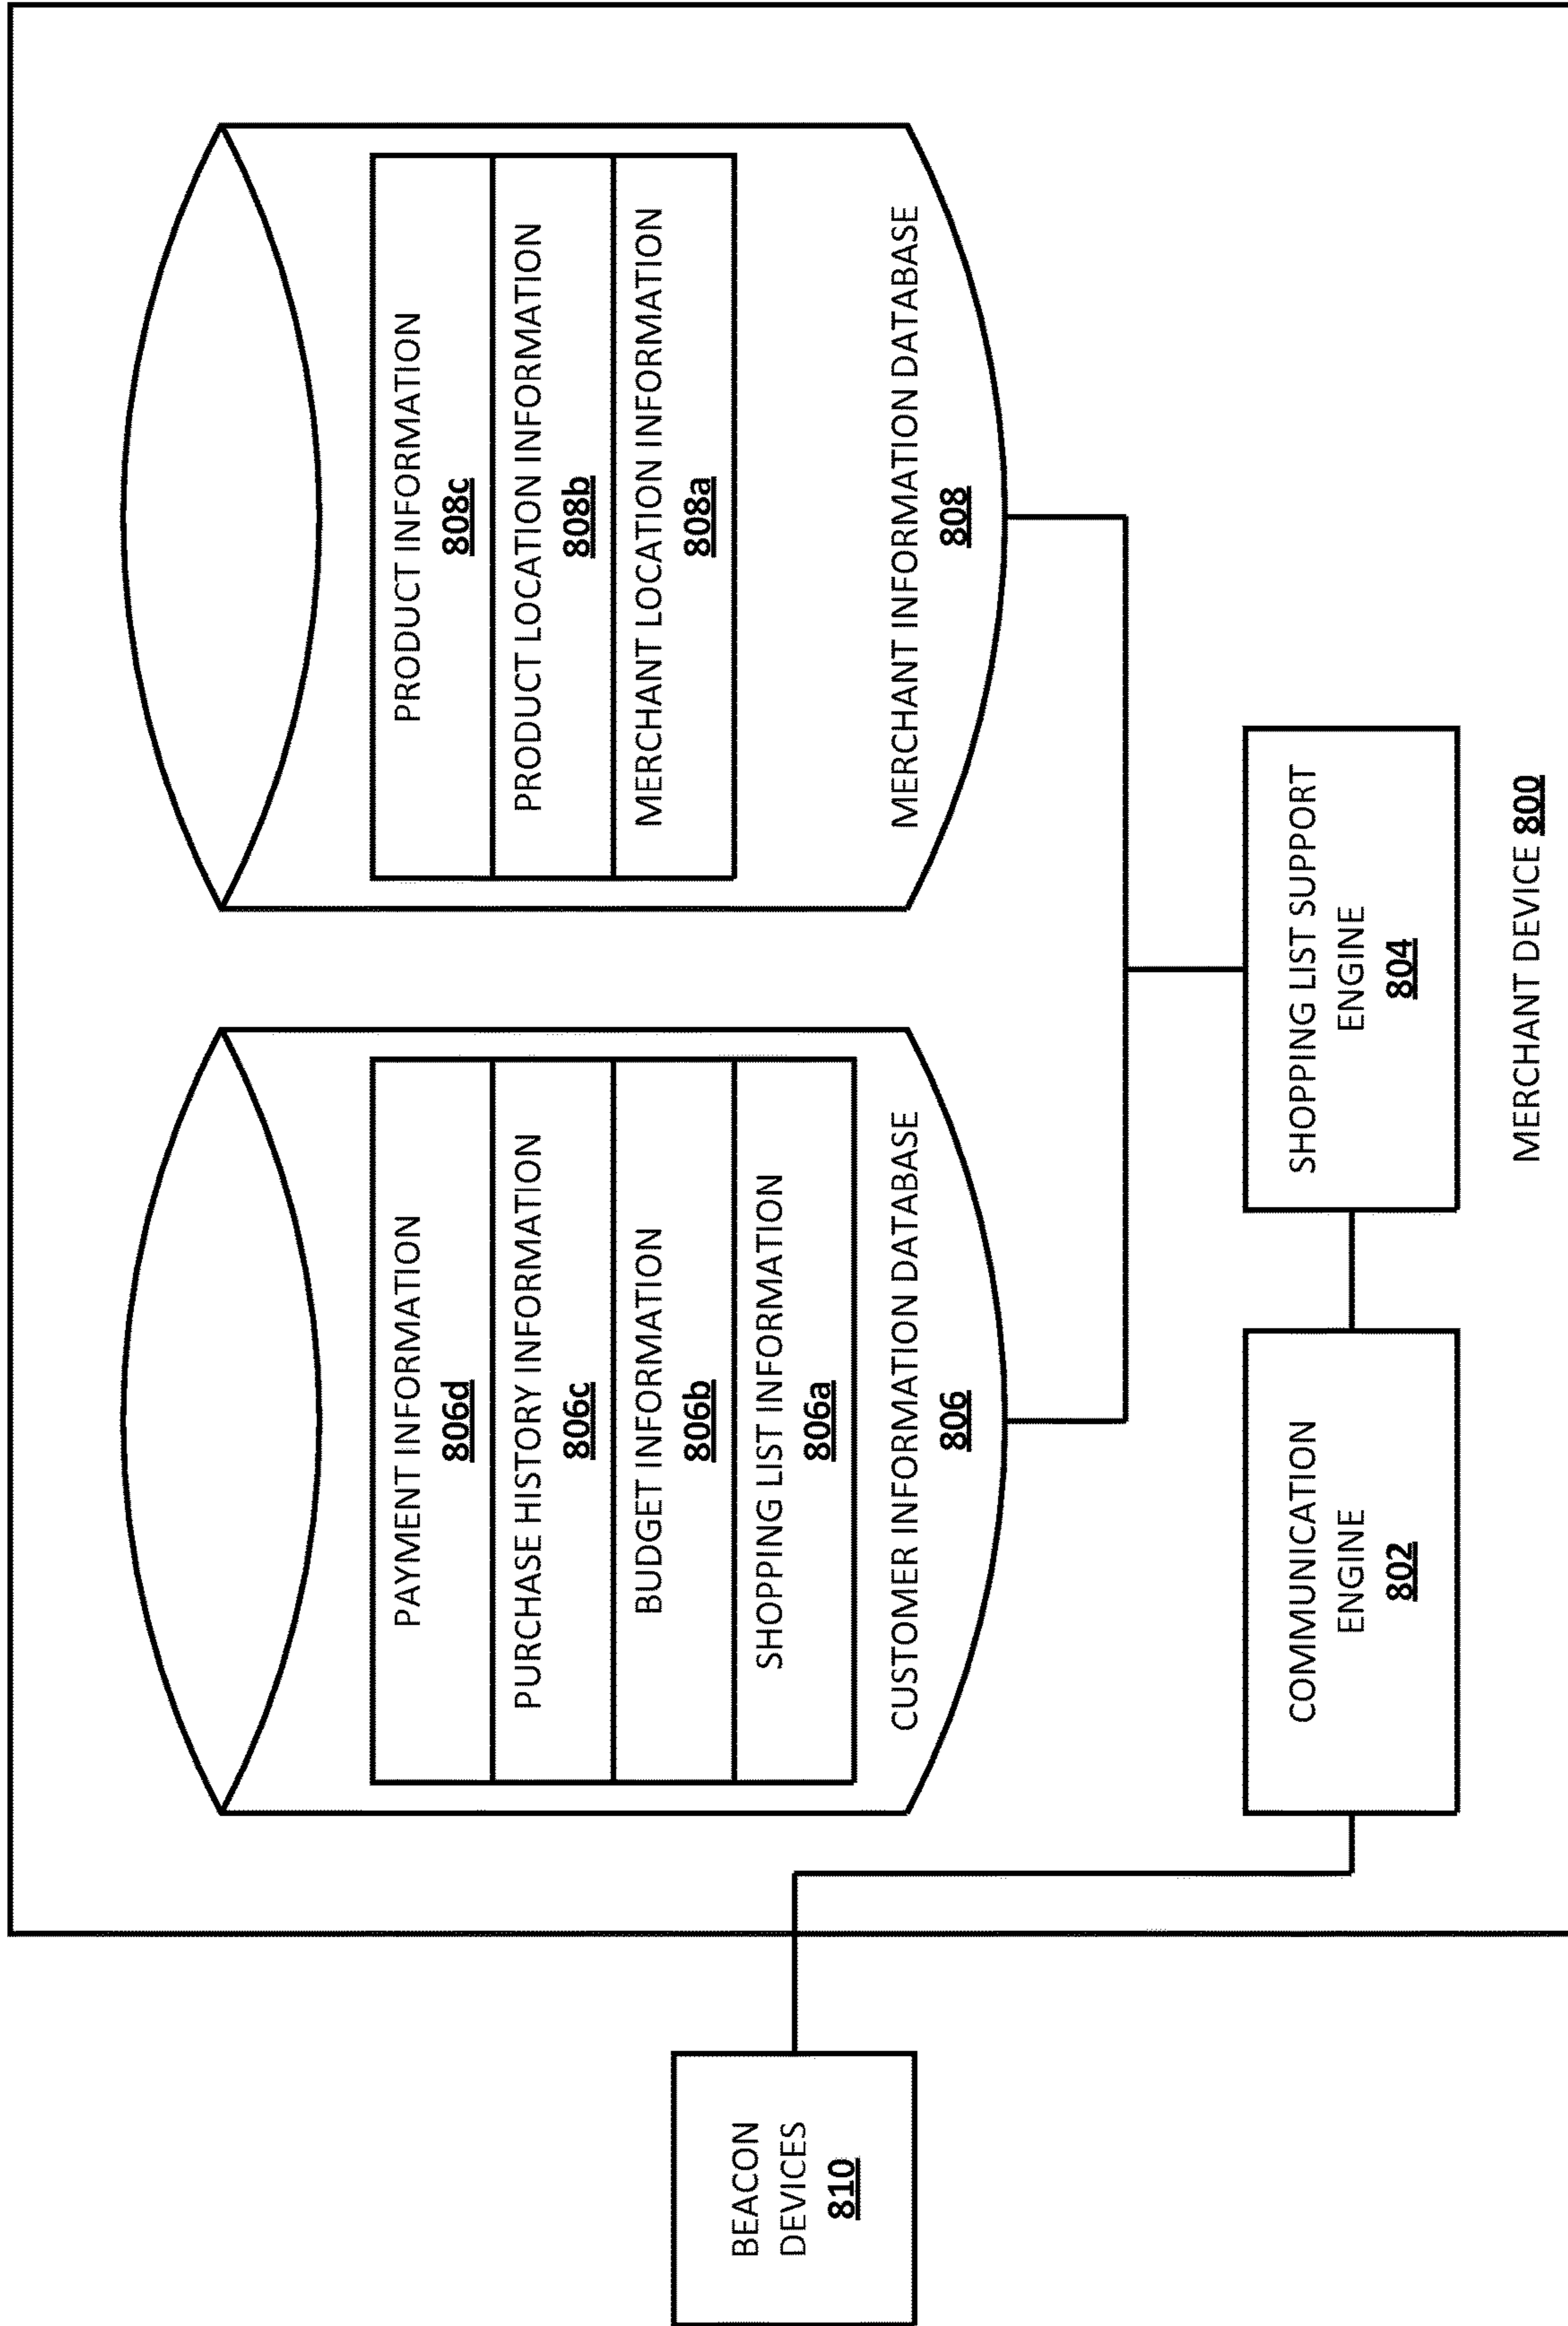 PAYMENT INFORMATION
806d
PURCHASE HISTORY INFORMATION
806c
BUDGET INFORMATION
806b
SHOPPING LIST INFORMATION
806a
CUSTOMER INFORMATION DATABASE
806
PRODUCT INFORMATION
808c
PRODUCT LOCATION INFORMATION
808b
MERCHANT LOCATION INFORMATION
808a
MERCHANT INFORMATION DATABASE
808
BEACON
DEVICES
810
COMMUNICATION
ENGINE
802
SHOPPING LIST SUPPORT
ENGINE
804
MERCHANT DEVICE 800